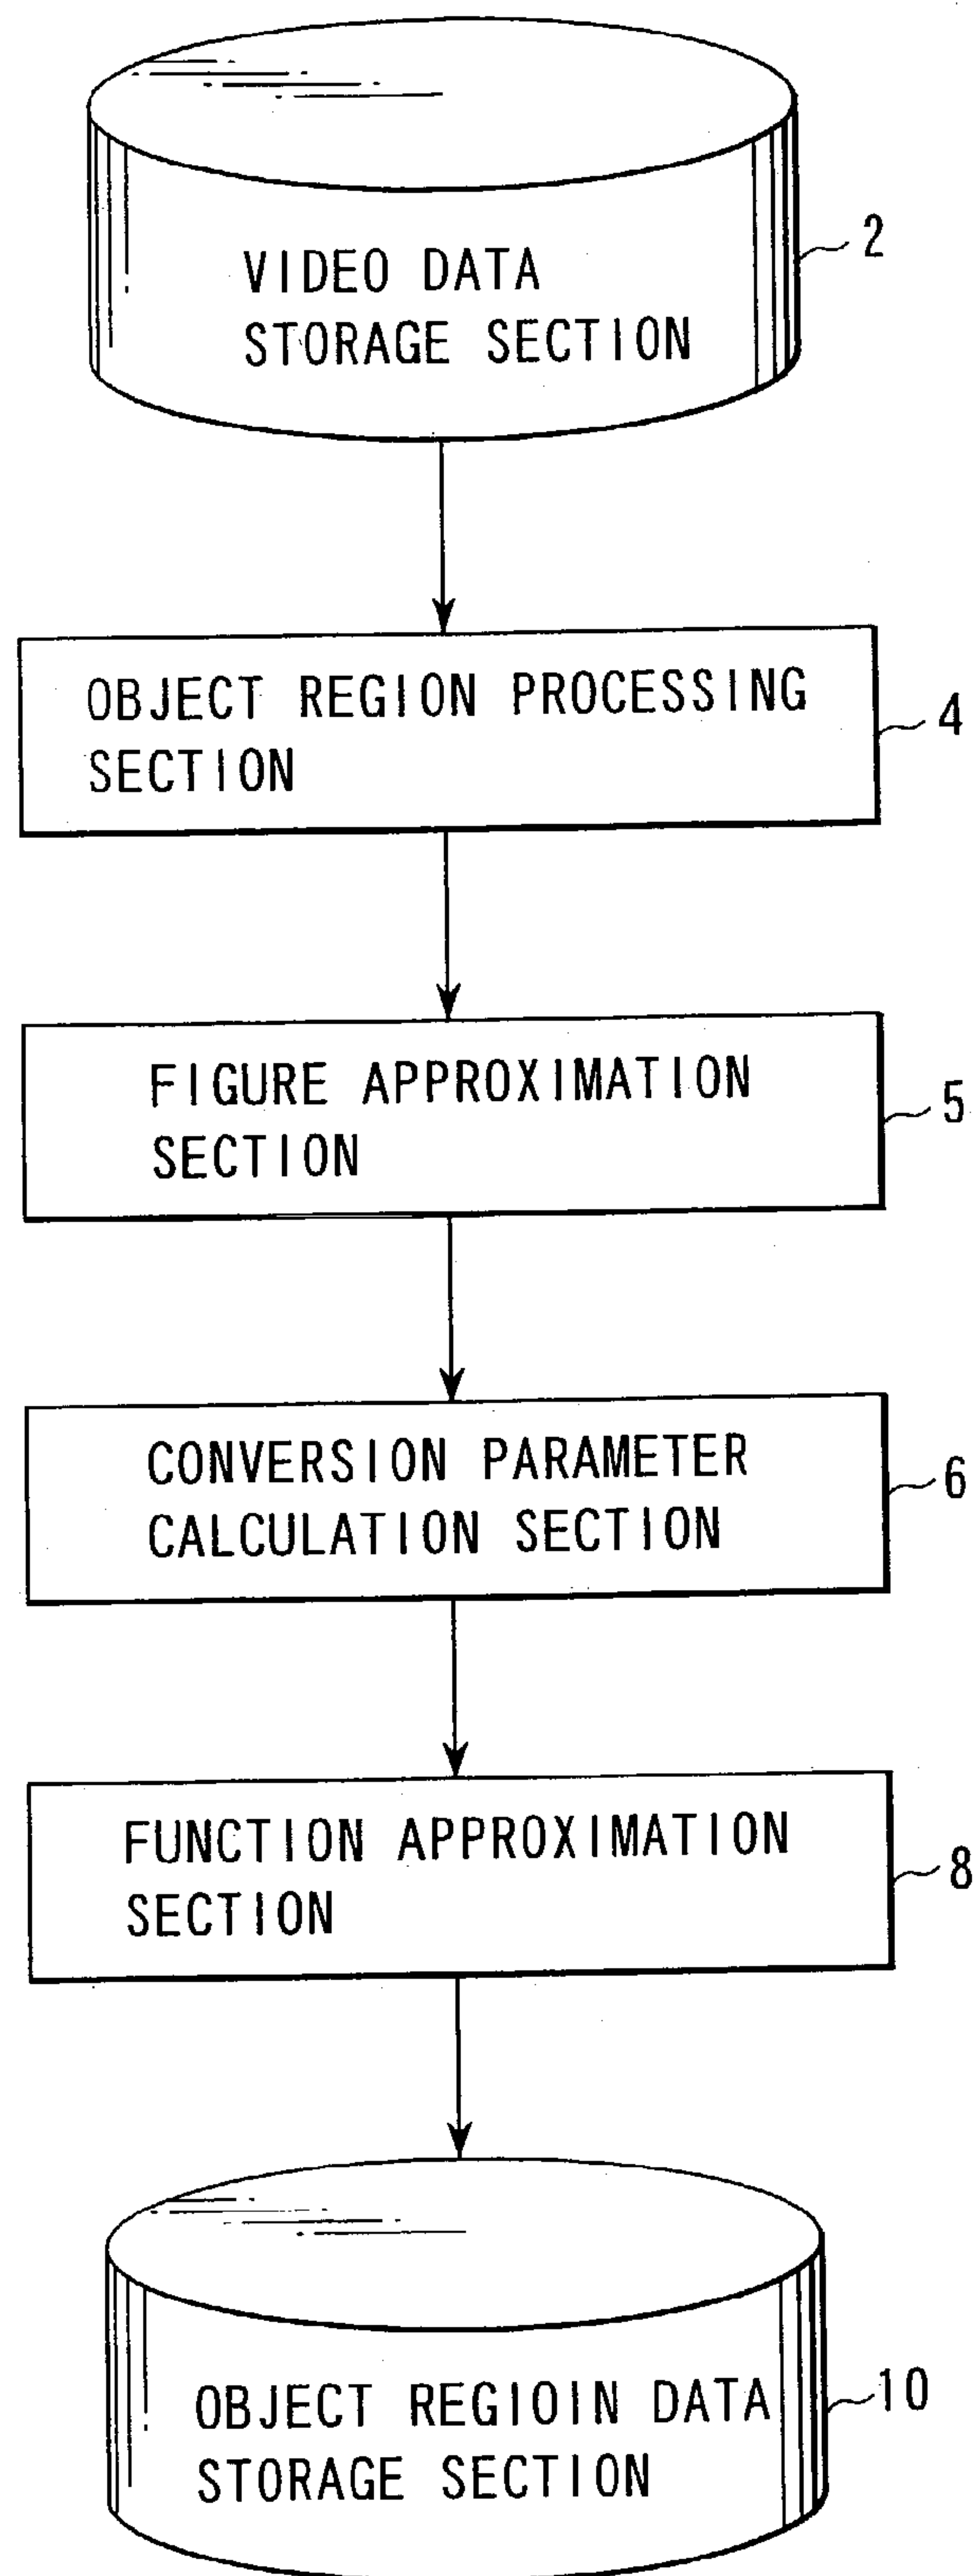 VIDEO DATA
STORAGE SECTION
2
OBJECT REGION PROCESSING
SECTION
4
FIGURE APPROXIMATION
SECTION
5
CONVERSION PARAMETER
CALCULATION SECTION
6
FUNCTION APPROXIMATION
SECTION
8
OBJECT REGIOIN DATA
STORAGE SECTION
10